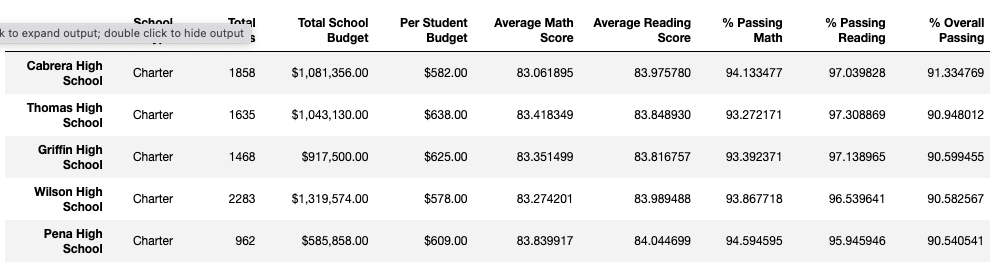 School Total Total School Per Student Average Math Average Reading % Passing % Passing % Overall
k to expand output; double click to hide output s Budget Budget Score Score Math Reading Passing
Cabrera High School Charter 1858 $1,081,356.00 $582.00 83.061895 83.975780 94.133477 97.039828 91.334769
Thomas High School Charter 1635 $1,043,130.00 $638.00 83.418349 83.848930 93.272171 97.308869 90.948012
Griffin High School Charter 1468 $917,500.00 $625.00 83.351499 83.816757 93.392371 97.138965 90.599455
Wilson High School Charter 2283 $1,319,574.00 $578.00 83.274201 83.989488 93.867718 96.539641 90.582567
Pena High School Charter 962 $585,858.00 $609.00 83.839917 84.044699 94.594595 95.945946 90.540541